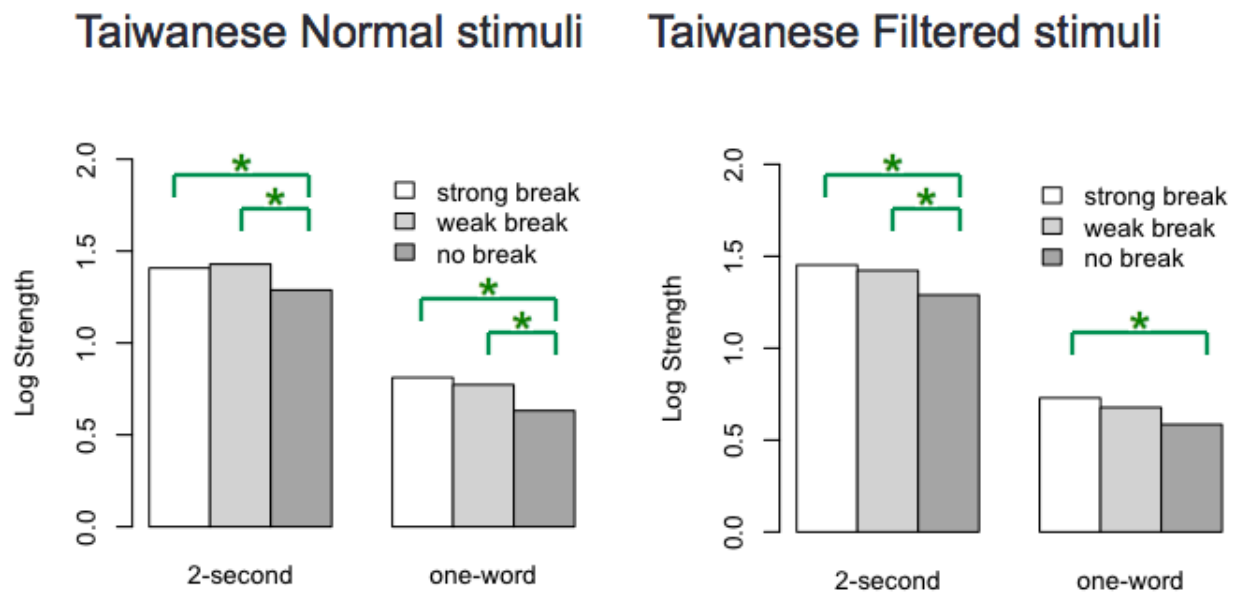 Taiwanese Normal stimuli
Taiwanese Filtered stimuli
Log Strength
2.0
1.5
1.0
0.5
0.0
*
*
*
*
strong break
weak break
no break
2-second
one-word
Log Strength
2.0
1.5
1.0
0.5
0.0
*
*
*
strong break
weak break
no break
2-second
one-word